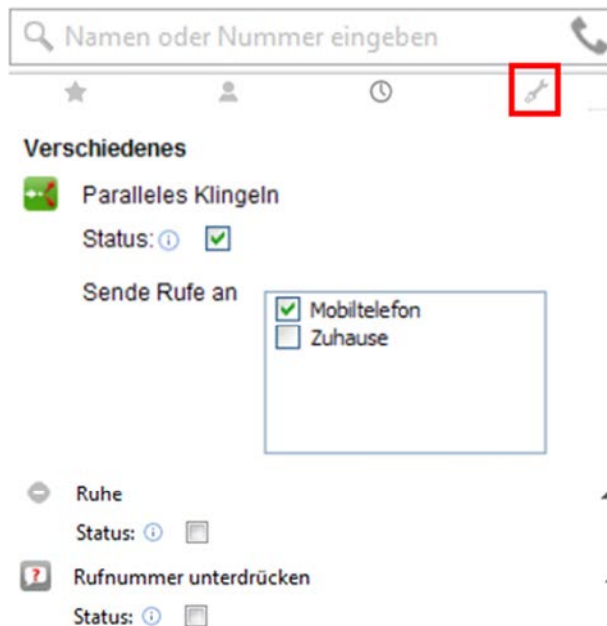 Namen oder Nummer eingeben
Verschiedenes
Paralleles Klingeln
Status:
Sende Rufe an
Mobiltelefon
Zuhause
Ruhe
Status:
Rufnummer unterdrücken
Status: